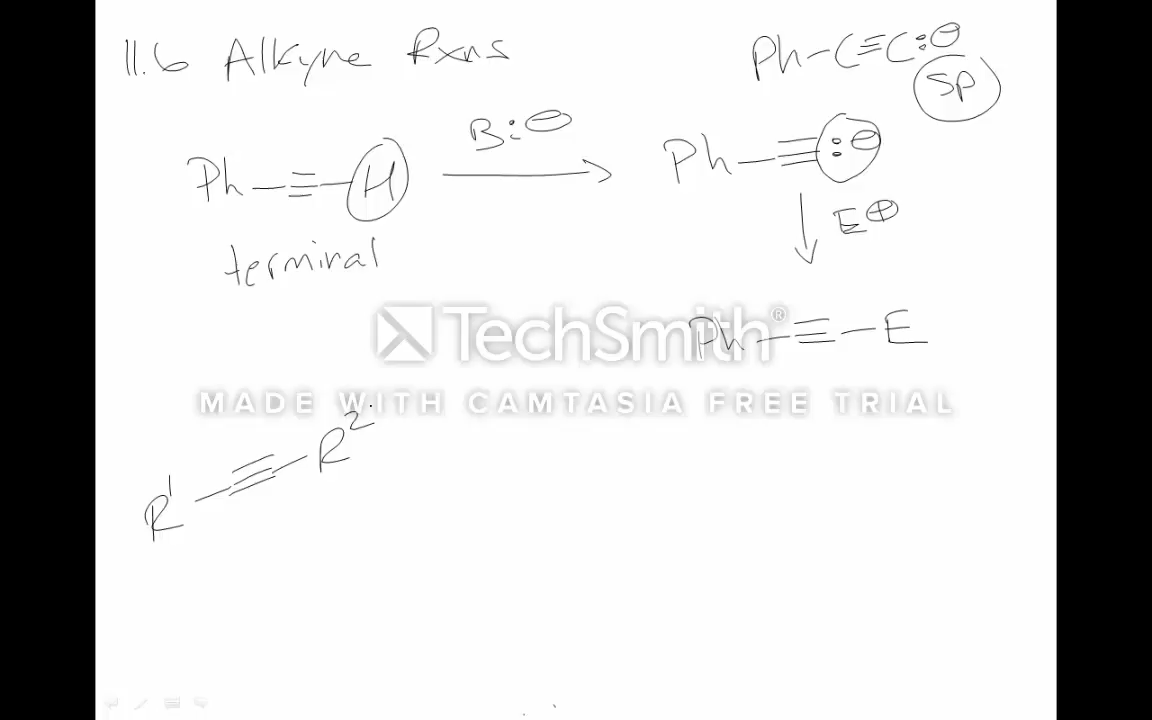 11.6 Alkyne Rxns
Ph-C≡C:⊖
sp
Ph-≡-H
B:⊖
Ph-≡:⊖
terminal
E⊕
Ph-≡-E
TechSmith®
MADE WITH CAMTASIA FREE TRIAL
R¹-≡-R²